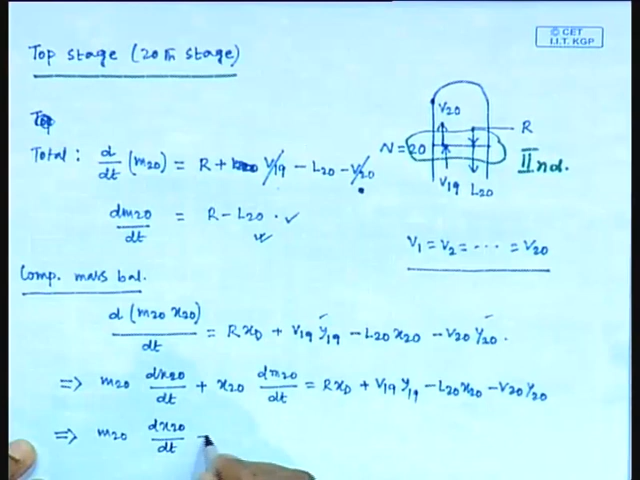 © CET
I.I.T. KGP
Top stage (20th stage)
V20
R
N=20
V19 L20
IInd.
Total: d/dt (m20) = R + V19 - L20 - V20
dm20/dt = R - L20 . ✓
V1 = V2 = ---- = V20
Comp. mass bal.
d (m20 x20)/dt = R xD + V19 y19 - L20 x20 - V20 y20 .
=> m20 dx20/dt + x20 dm20/dt = R xD + V19 y19 - L20 x20 - V20 y20
=> m20 dx20/dt